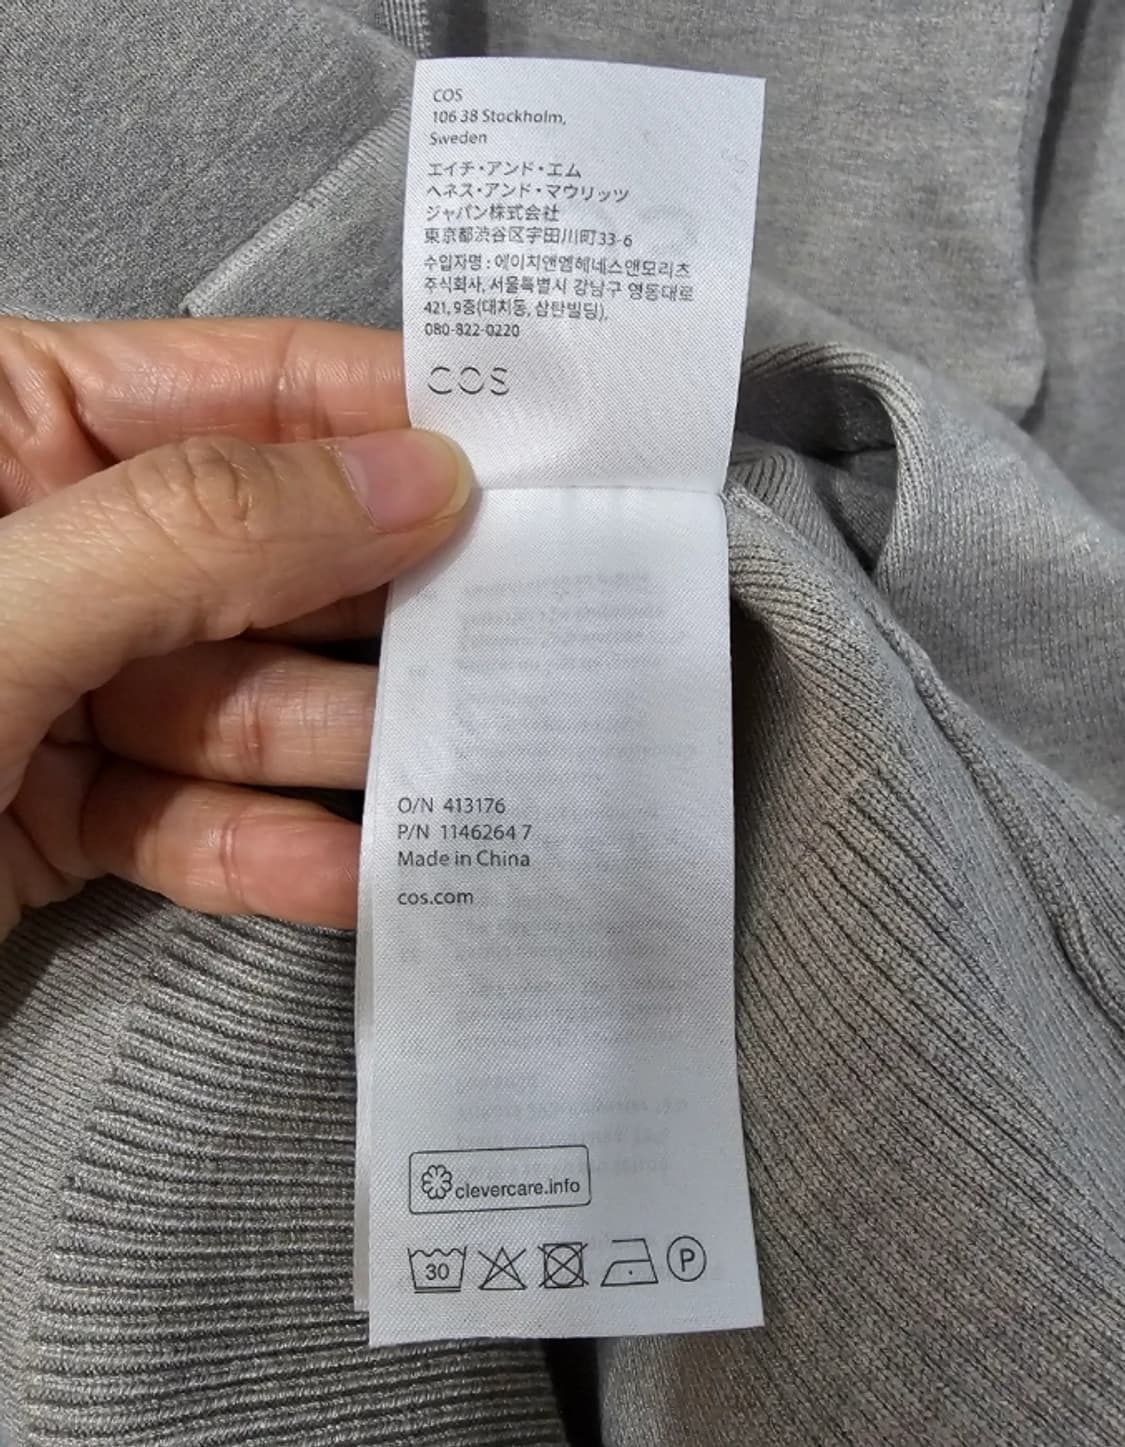 COS
106 38 Stockholm,
Sweden
エイチ・アンド・エム
ヘネス・アンド・マウリッツ
ジャパン株式会社
東京都渋谷区宇田川町33-6
수입자명 : 에이치앤엠헤네스앤모리츠
주식회사, 서울특별시 강남구 영동대로
421, 9층(대치동, 삼탄빌딩),
080-822-0220
COS
O/N 413176
P/N 1146264 7
Made in China
cos.com
clevercare.info
30
P